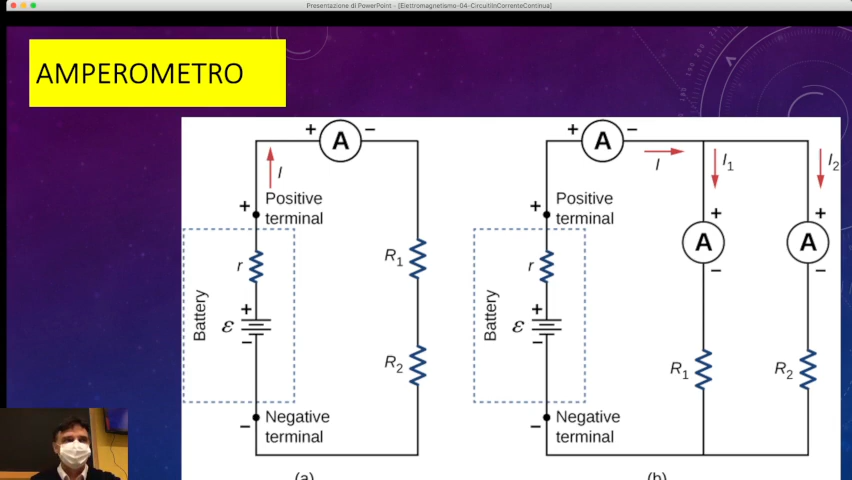 Presentazione di PowerPoint - [Elettromagnetismo-04-CircuitiInCorrenteContinua]
AMPEROMETRO
+ A −
I
+ Positive
terminal
r
Battery
+
ε
−
− Negative
terminal
R1
R2
(a)
+ A −
I
I1
I2
+ Positive
terminal
r
Battery
+
ε
−
− Negative
terminal
+
A
−
+
A
−
R1
R2
(b)